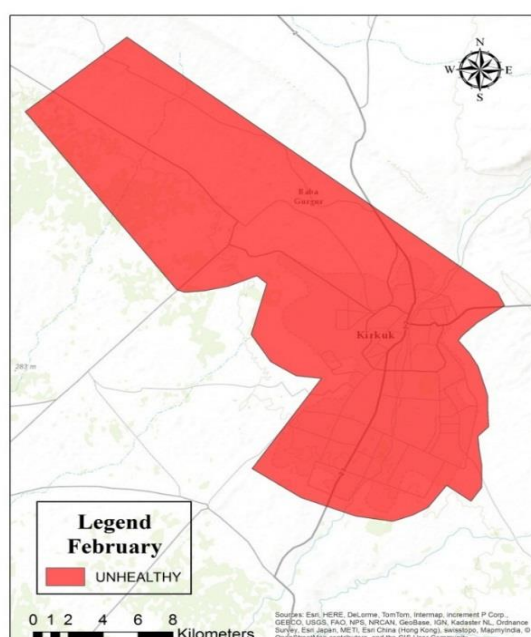 N
W E
S
Baba
Gurgur
Kirkuk
Legend
February
UNHEALTHY
0 1 2 4 6 8
Kilometers
Sources: Esri, HERE, DeLorme, TomTom, Intermap, increment P Corp.,
GEBCO, USGS, FAO, NPS, NRCAN, GeoBase, IGN, Kadaster NL, Ordnance
Survey, Esri Japan, METI, Esri China (Hong Kong), swisstopo, MapmyIndia, ©